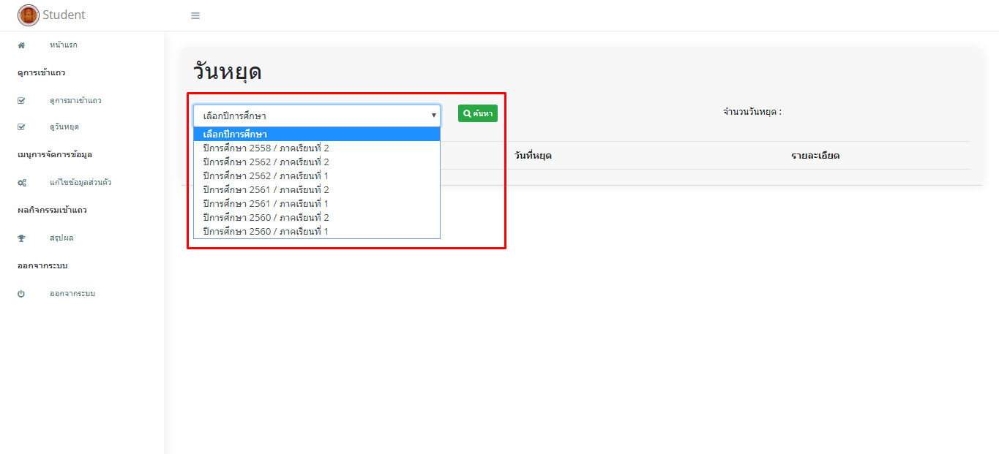 Student
หน้าแรก
ดูการเข้าแถว
ดูการมาเข้าแถว
ดูวันหยุด
เมนูการจัดการข้อมูล
แก้ไขข้อมูลส่วนตัว
ผลกิจกรรมเข้าแถว
สรุปผล
ออกจากระบบ
ออกจากระบบ
วันหยุด
เลือกปีการศึกษา
ค้นหา
จำนวนวันหยุด :
เลือกปีการศึกษา
ปีการศึกษา 2558 / ภาคเรียนที่ 2
ปีการศึกษา 2562 / ภาคเรียนที่ 2
ปีการศึกษา 2562 / ภาคเรียนที่ 1
ปีการศึกษา 2561 / ภาคเรียนที่ 2
ปีการศึกษา 2561 / ภาคเรียนที่ 1
ปีการศึกษา 2560 / ภาคเรียนที่ 2
ปีการศึกษา 2560 / ภาคเรียนที่ 1
วันที่หยุด
รายละเอียด